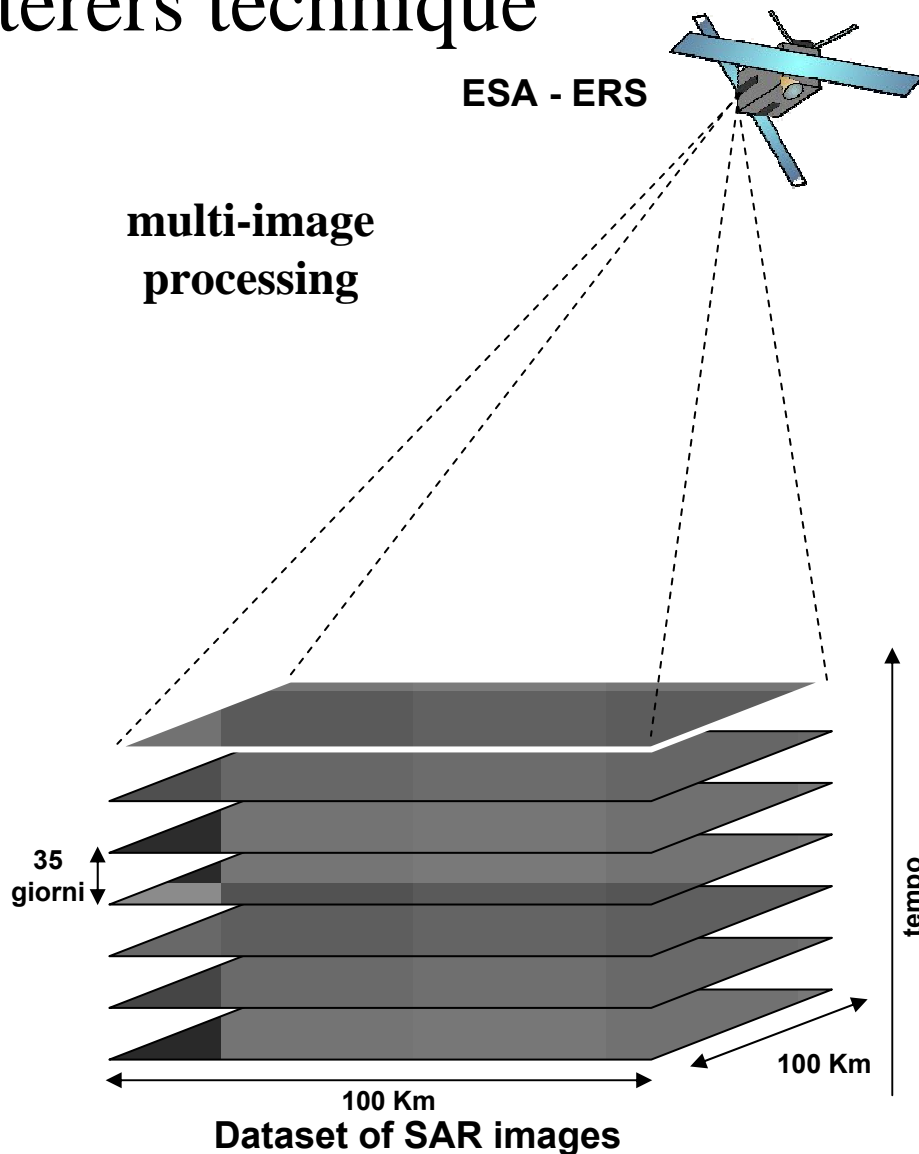 terers technique
ESA - ERS
multi-image
processing
35
giorni
tempo
100 Km
100 Km
Dataset of SAR images